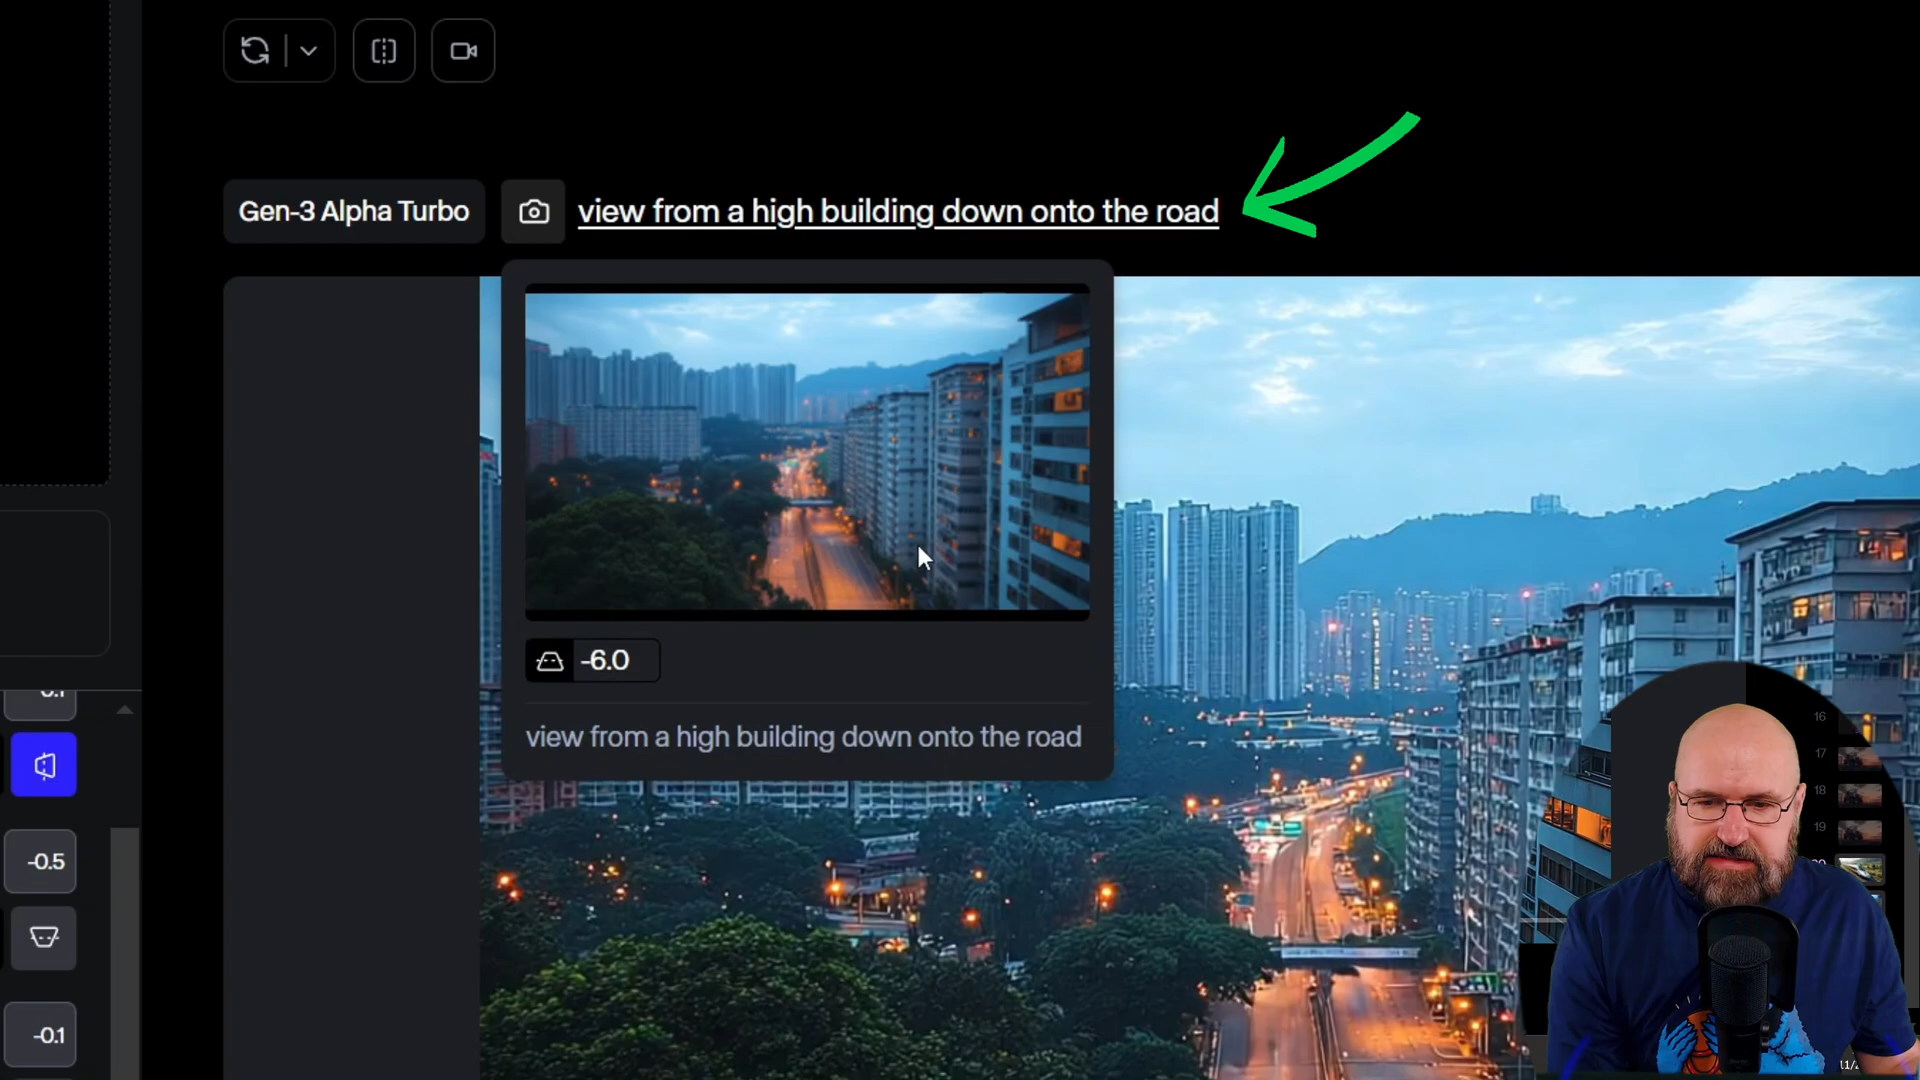 Gen-3 Alpha Turbo
view from a high building down onto the road
-6.0
view from a high building down onto the road
-0.5
-0.1
16
17
18
19